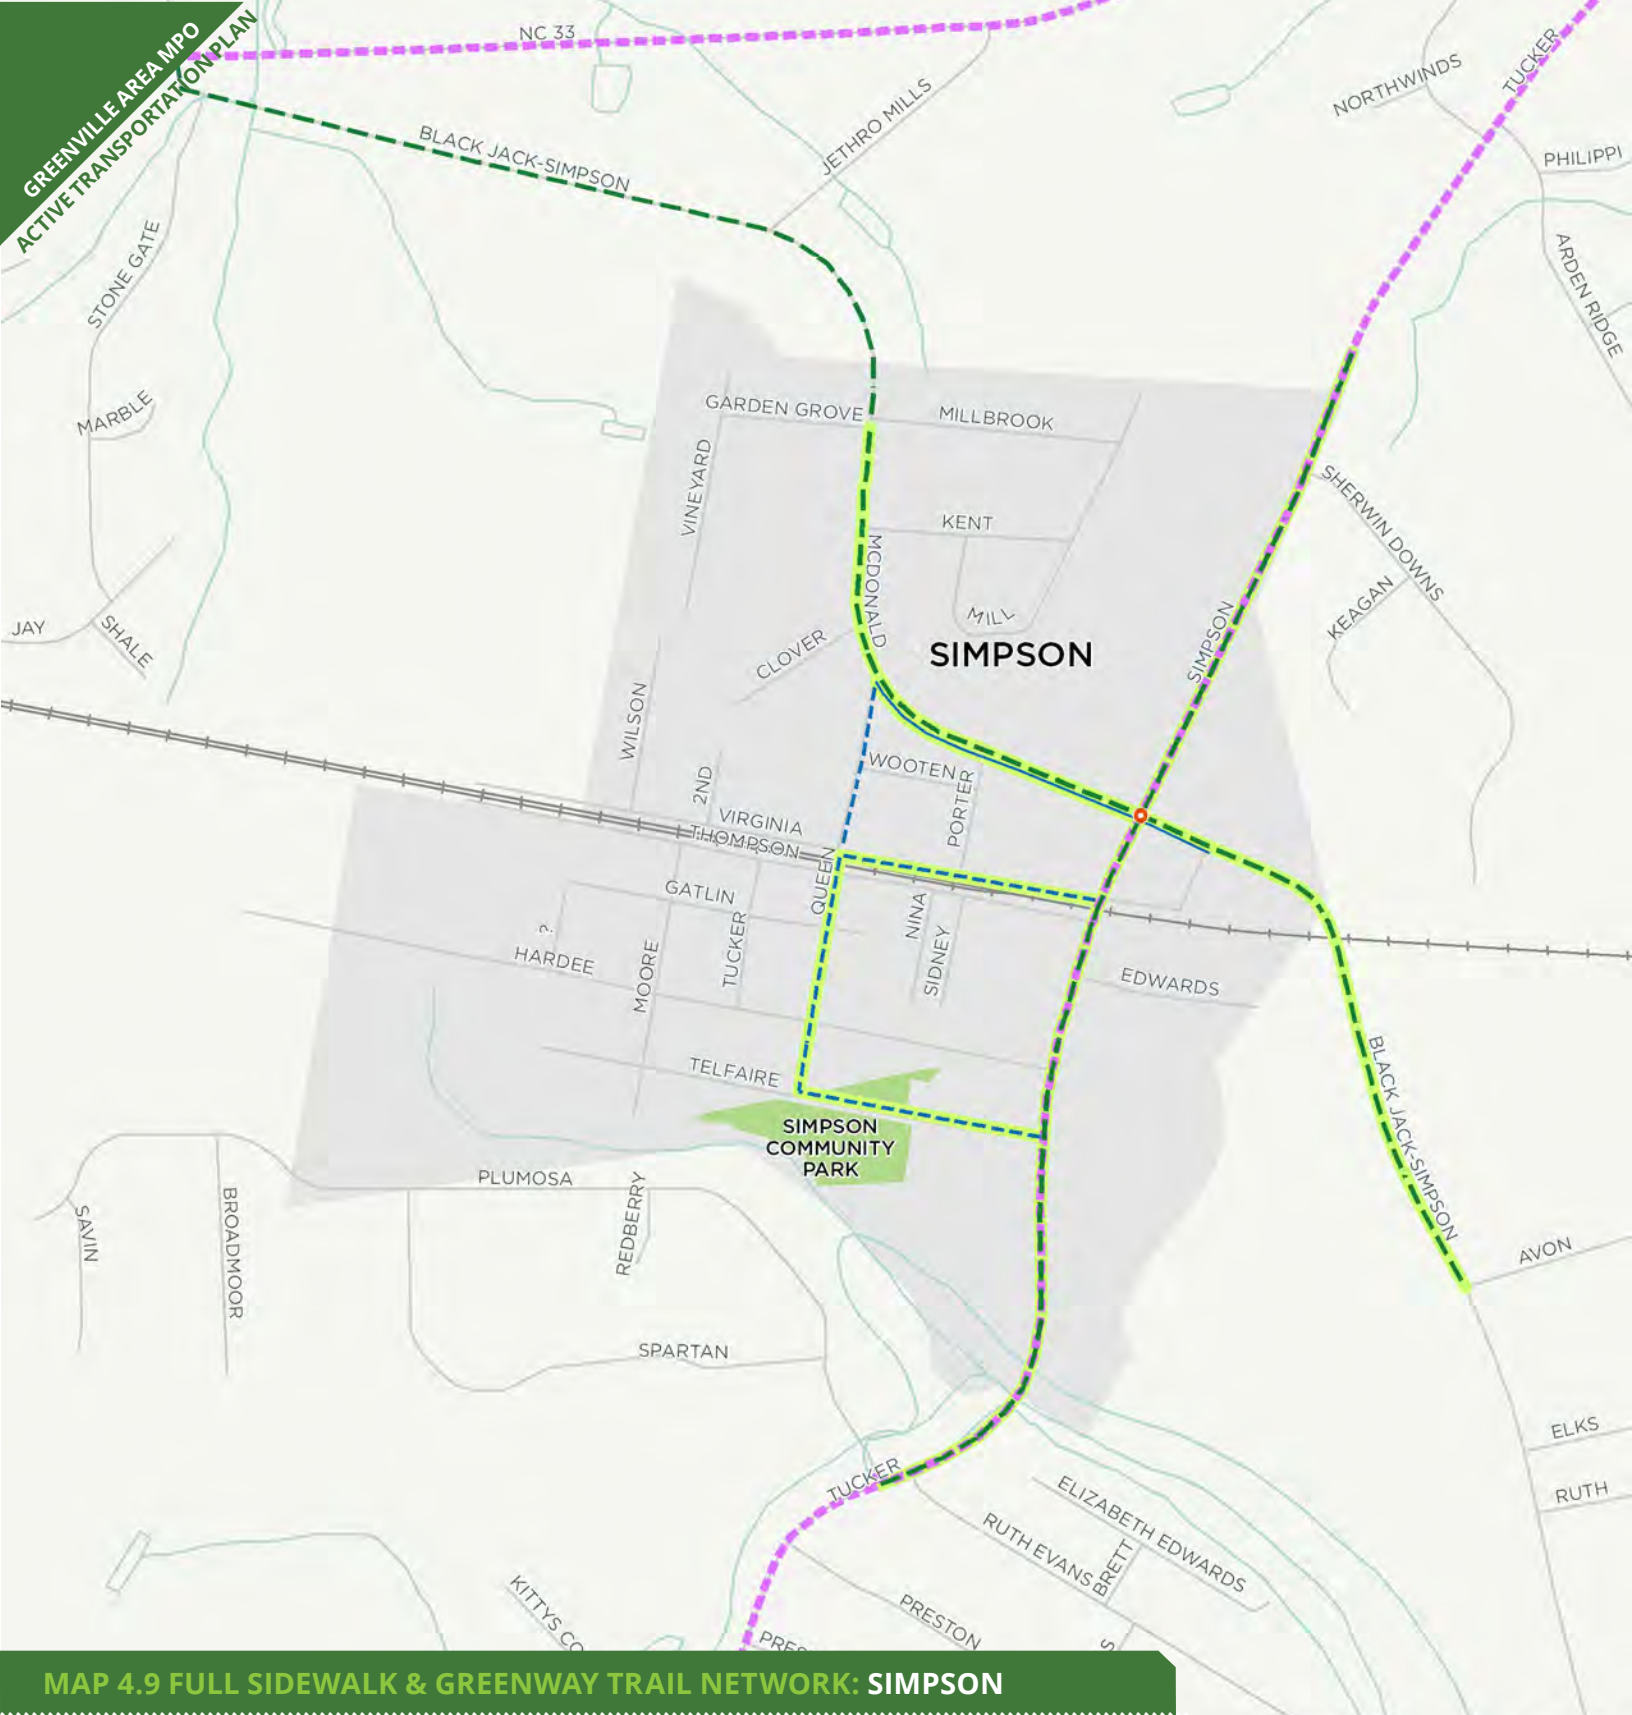 GREENVILLE AREA MPO
ACTIVE TRANSPORTATION PLAN
NC 33
TUCKER
NORTHWINDS
JETHRO MILLS
BLACK JACK-SIMPSON
PHILIPPI
STONE GATE
ARDEN RIDGE
MARBLE
GARDEN GROVE
MILLBROOK
VINEYARD
SHERWIN DOWNS
KENT
MCDONALD
KEAGAN
MILL
JAY
SHALE
CLOVER
SIMPSON
SIMPSON
WILSON
WOOTEN
2ND
PORTER
VIRGINIA
THOMPSON
QUEEN
GATLIN
NINA
?
TUCKER
SIDNEY
HARDEE
MOORE
EDWARDS
TELFAIRE
BLACK JACK-SIMPSON
SIMPSON
COMMUNITY
PARK
PLUMOSA
REDBERRY
SAVIN
BROADMOOR
AVON
SPARTAN
ELKS
TUCKER
RUTH
ELIZABETH EDWARDS
RUTH EVANS
BRETT
KITTYS CO
PRESTON
PRES
S
MAP 4.9 FULL SIDEWALK & GREENWAY TRAIL NETWORK: SIMPSON